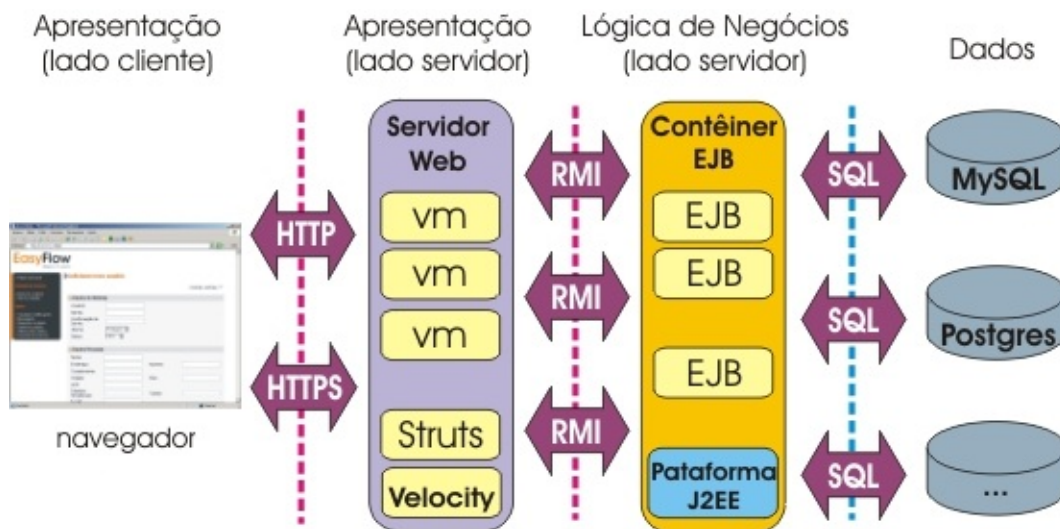 Apresentação
(lado cliente)
Apresentação
(lado servidor)
Lógica de Negócios
(lado servidor)
Dados
Servidor
Web
vm
vm
vm
Struts
Velocity
Contêiner
EJB
EJB
EJB
EJB
Pataforma
J2EE
HTTP
HTTPS
RMI
RMI
RMI
SQL
SQL
SQL
MySQL
Postgres
...
EasyFlow
navegador